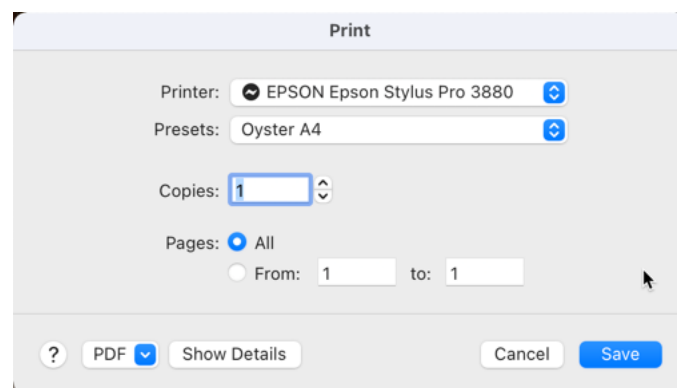 Print
Printer: EPSON Epson Stylus Pro 3880
Presets: Oyster A4
Copies: 1
Pages: All
From: 1 to: 1
? PDF Show Details Cancel Save